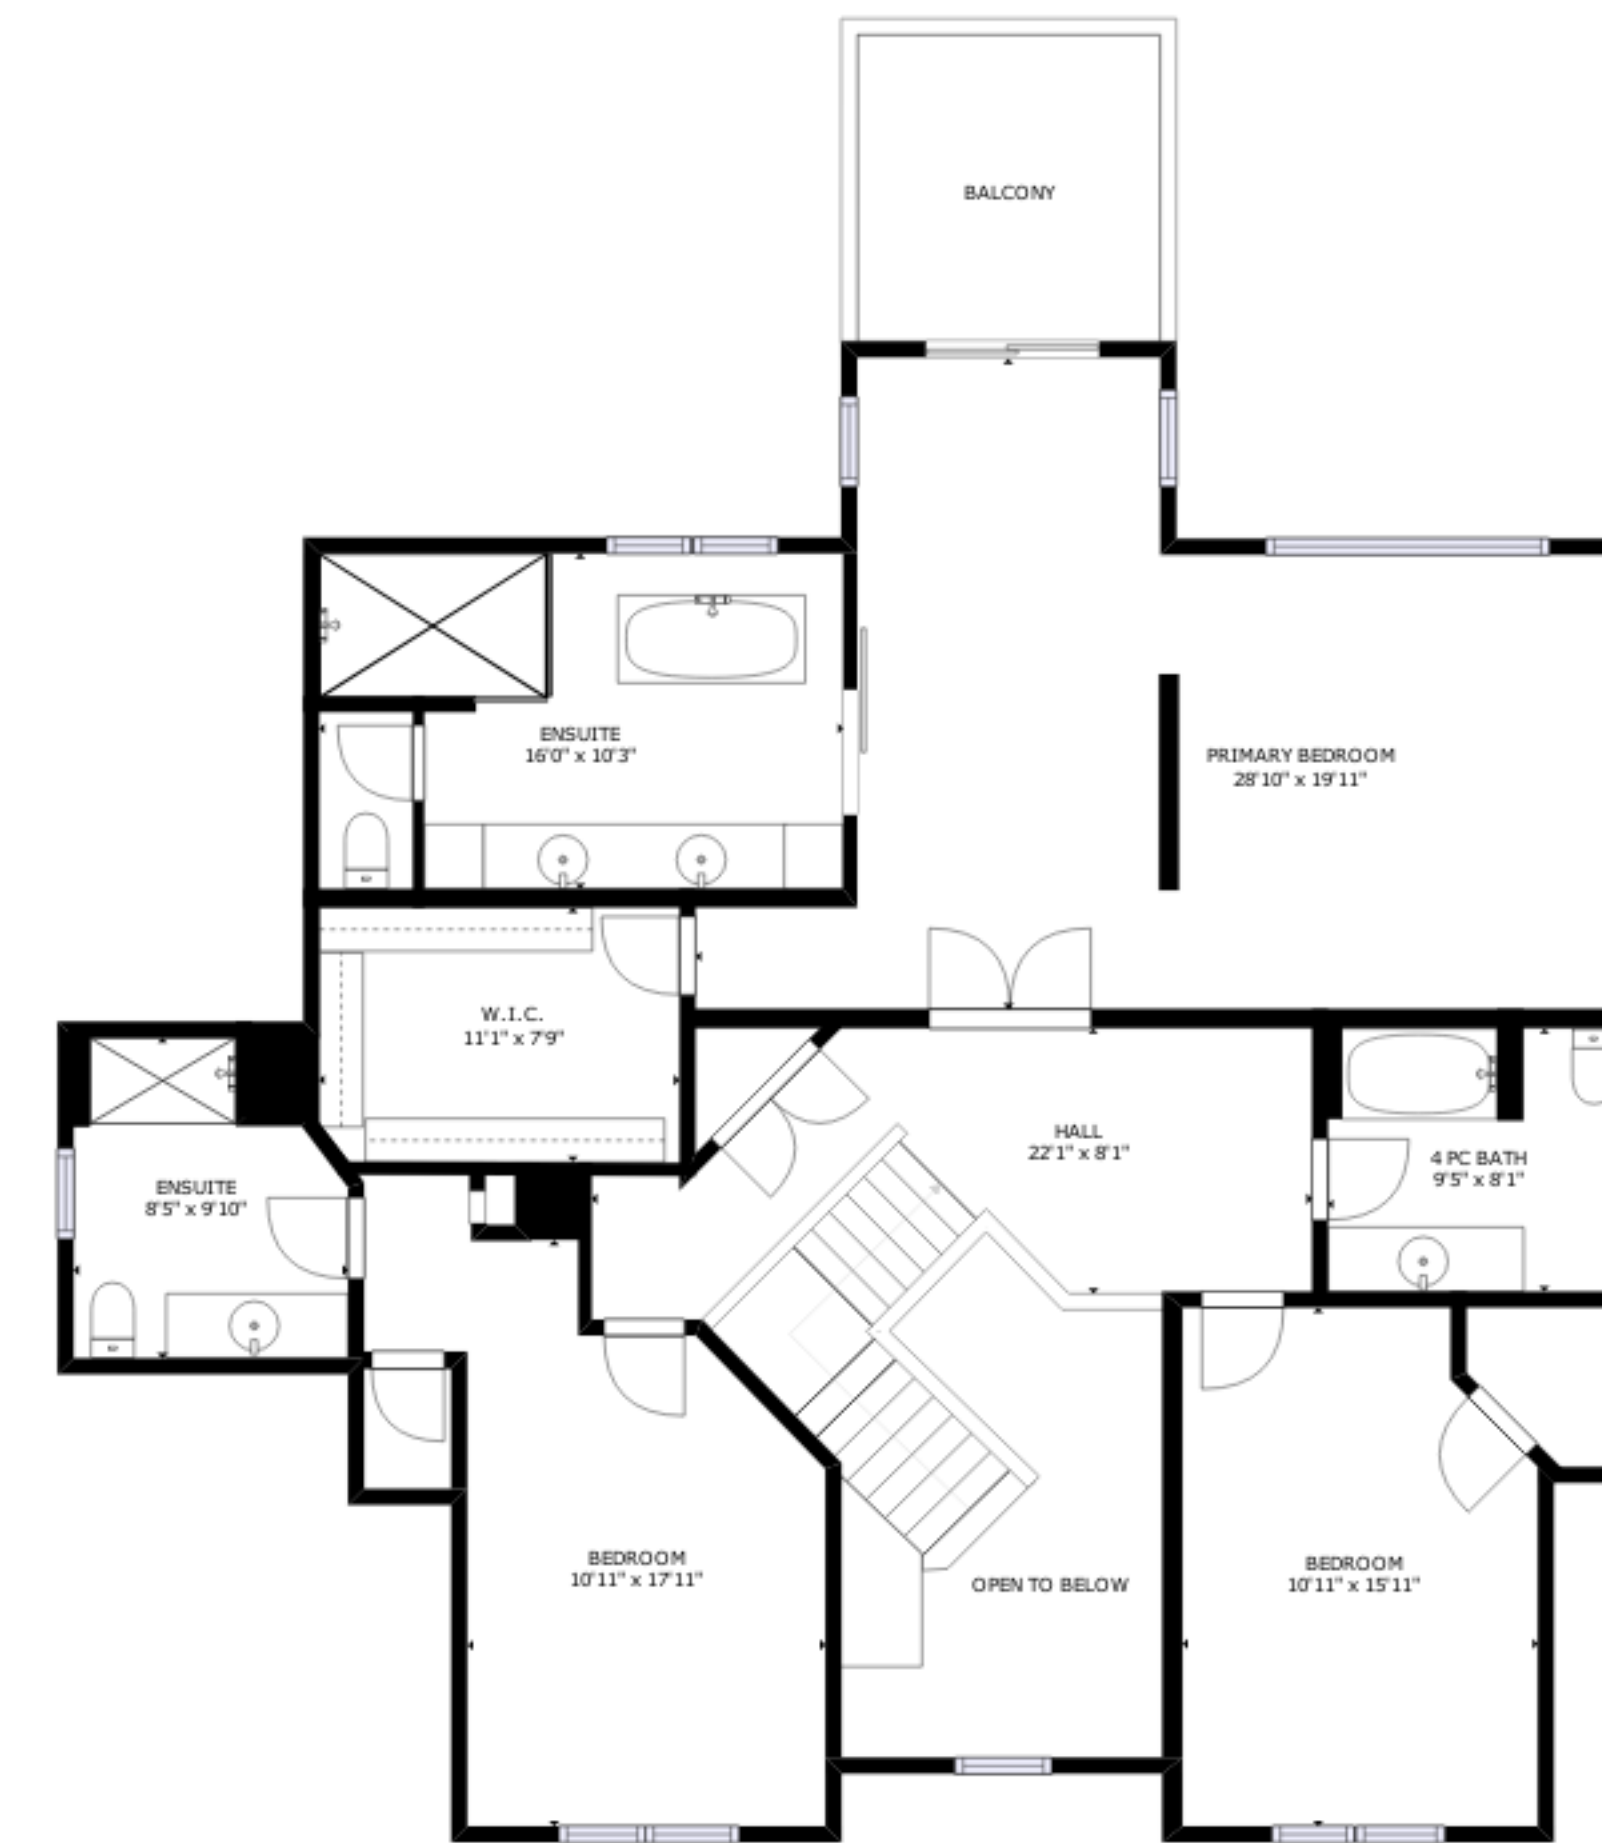 BALCONY
ENSUITE
16'0" x 10'3"
PRIMARY BEDROOM
28'10" x 19'11"
W.I.C.
11'1" x 7'9"
HALL
22'1" x 8'1"
4 PC BATH
9'5" x 8'1"
ENSUITE
8'5" x 9'10"
BEDROOM
10'11" x 17'11"
OPEN TO BELOW
BEDROOM
10'11" x 15'11"